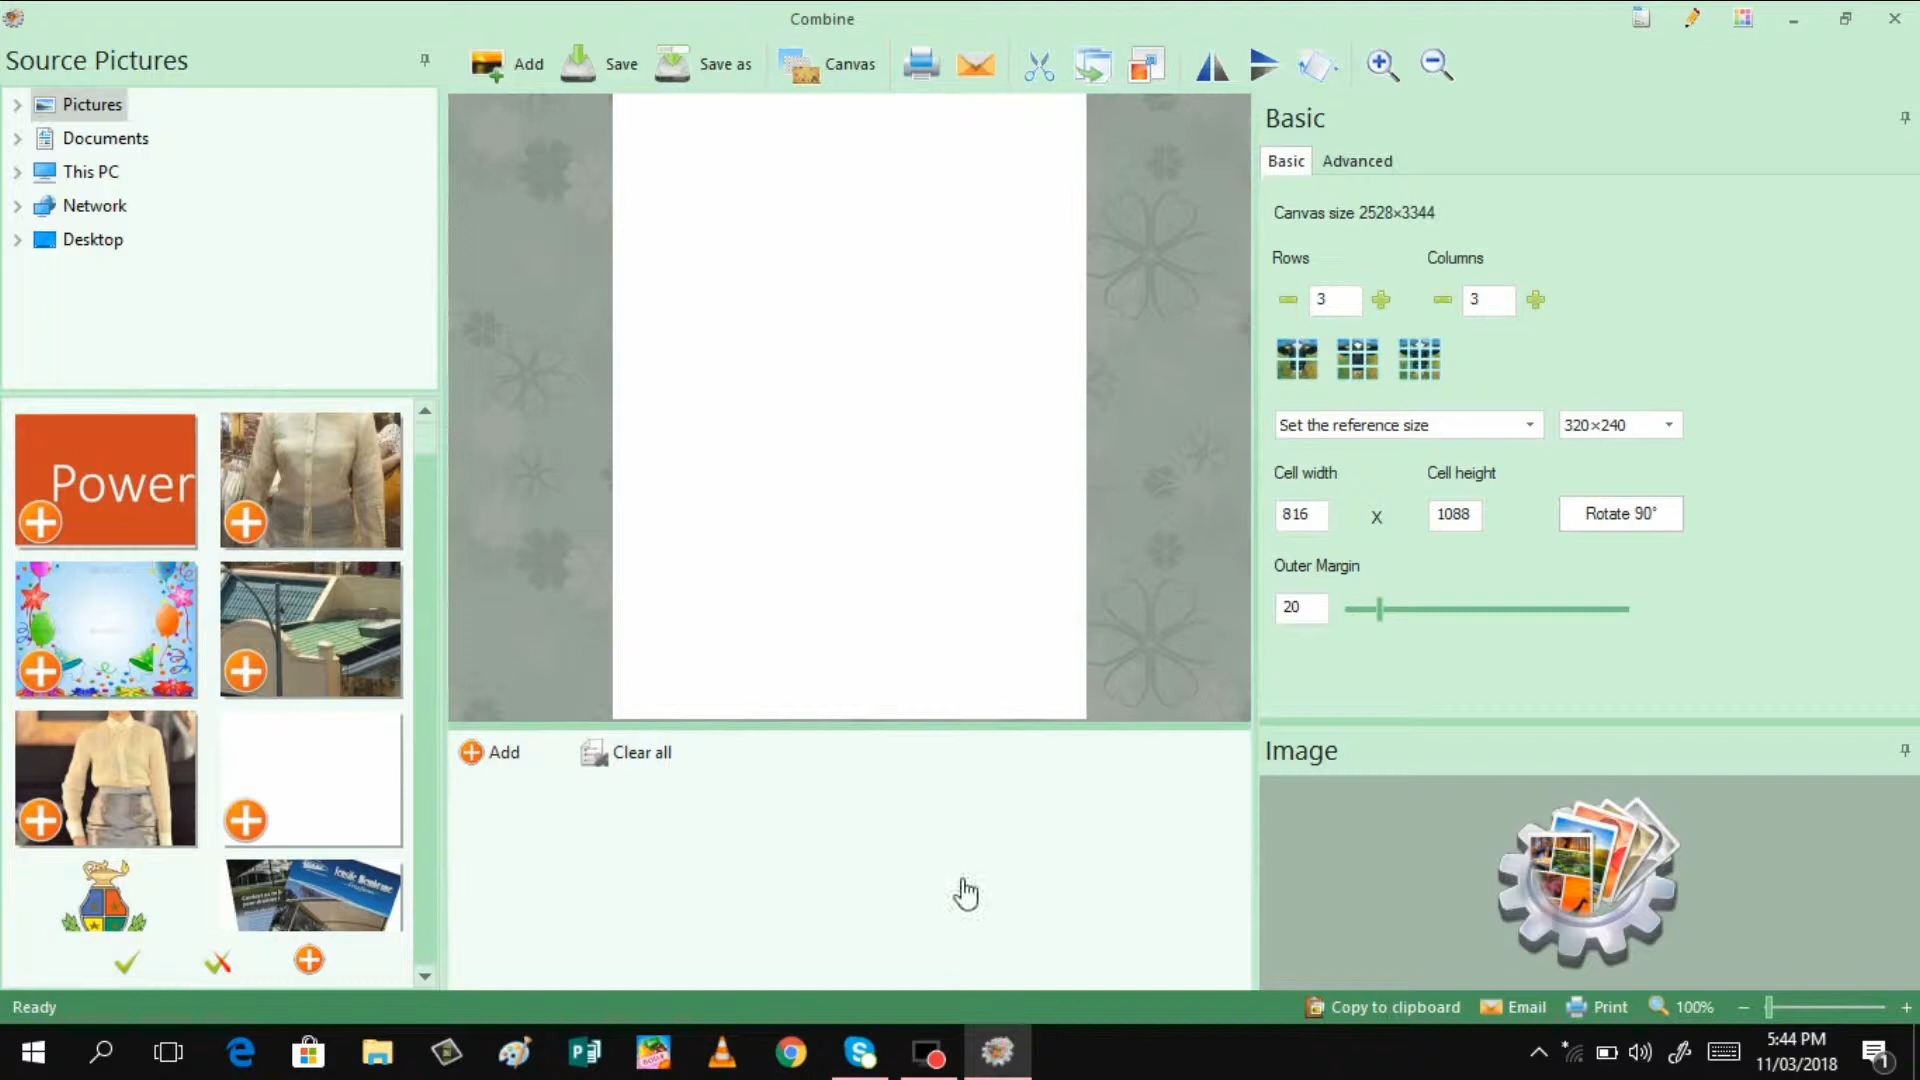 Combine
Source Pictures
Add
Save
Save as
Canvas
Pictures
Documents
This PC
Network
Desktop
Power
Add
Clear all
Basic
Basic
Advanced
Canvas size 2528×3344
Rows
Columns
3
3
Set the reference size
320×240
Cell width
Cell height
816
X
1088
Rotate 90°
Outer Margin
20
Image
Ready
Copy to clipboard
Email
Print
100%
5:44 PM
11/03/2018
1